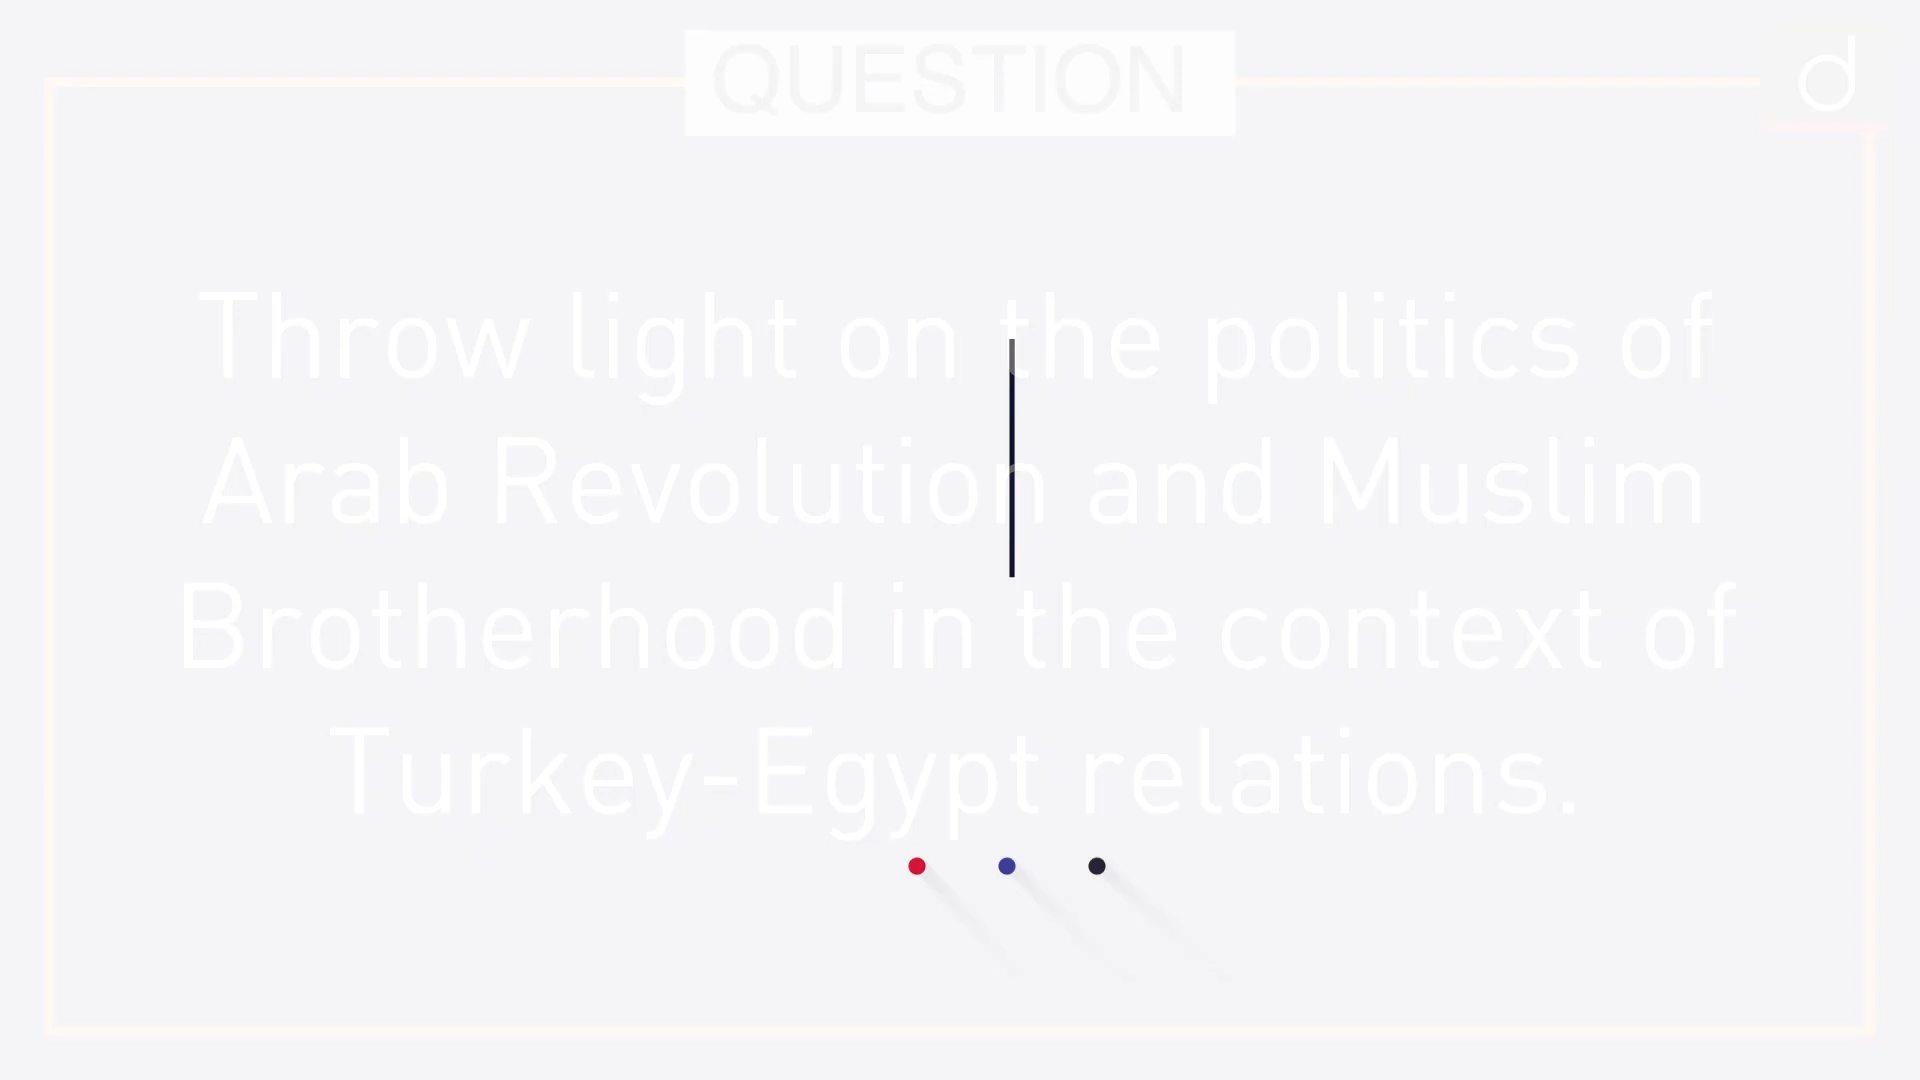 QUESTION
d
Throw light on the politics of
Arab Revolution and Muslim
Brotherhood in the context of
Turkey-Egypt relations.